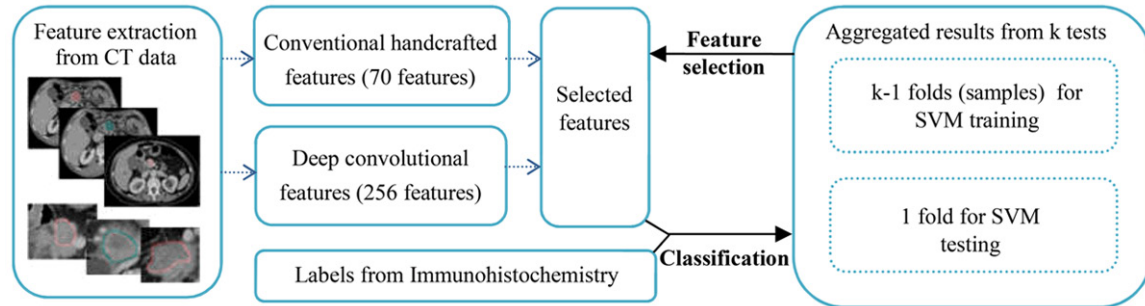 Feature extraction
from CT data
Conventional handcrafted
features (70 features)
Deep convolutional
features (256 features)
Labels from Immunohistochemistry
Selected
features
Feature
selection
Classification
Aggregated results from k tests
k-1 folds (samples) for
SVM training
1 fold for SVM
testing